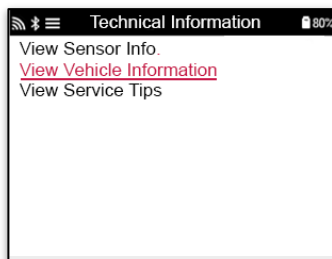 Technical Information 80%
View Sensor Info.
View Vehicle Information
View Service Tips